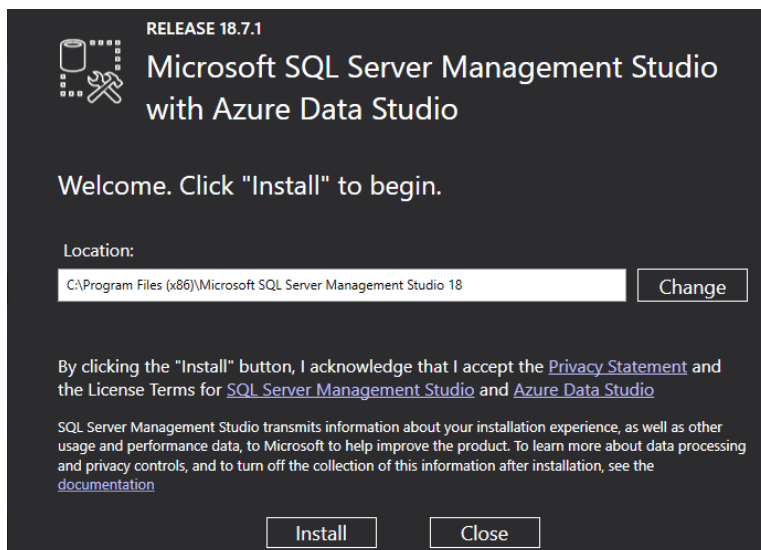 RELEASE 18.7.1
Microsoft SQL Server Management Studio
with Azure Data Studio
Welcome. Click "Install" to begin.
Location:
C:\Program Files (x86)\Microsoft SQL Server Management Studio 18
Change
By clicking the "Install" button, I acknowledge that I accept the Privacy Statement and
the License Terms for SQL Server Management Studio and Azure Data Studio
SQL Server Management Studio transmits information about your installation experience, as well as other
usage and performance data, to Microsoft to help improve the product. To learn more about data processing
and privacy controls, and to turn off the collection of this information after installation, see the
documentation
Install Close